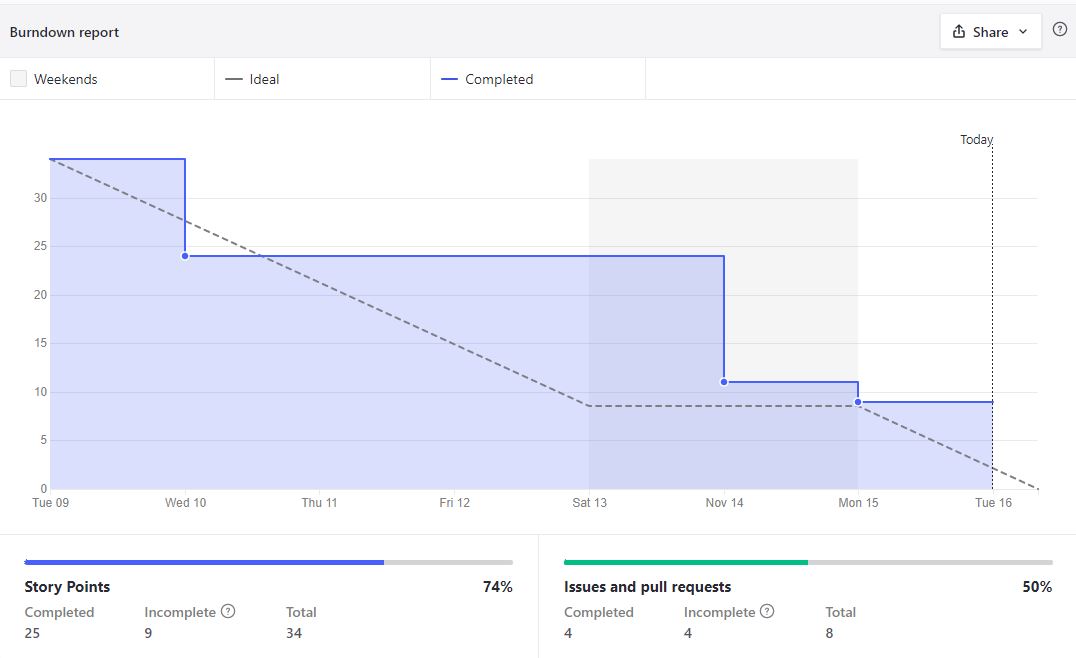 Burndown report
Share
Weekends
Ideal
Completed
Today
30
25
20
15
10
5
0
Tue 09 Wed 10 Thu 11 Fri 12 Sat 13 Nov 14 Mon 15 Tue 16
Story Points 74%
Completed Incomplete ? Total
25 9 34
Issues and pull requests 50%
Completed Incomplete ? Total
4 4 8